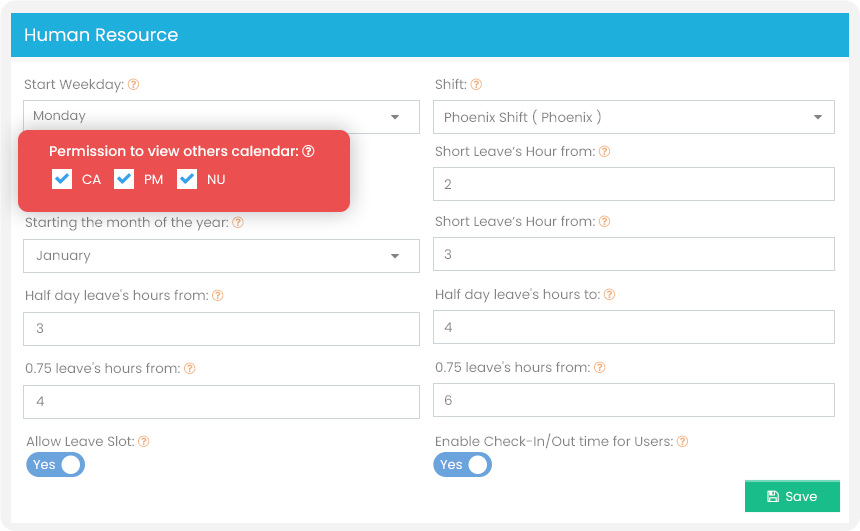 Human Resource
Start Weekday:
Shift:
Monday
Phoenix Shift ( Phoenix )
Permission to view others calendar:
CA PM NU
Short Leave's Hour from:
2
Starting the month of the year:
Short Leave's Hour from:
January
3
Half day leave's hours from:
Half day leave's hours to:
3
4
0.75 leave's hours from:
0.75 leave's hours from:
4
6
Allow Leave Slot:
Enable Check-In/Out time for Users:
Yes
Yes
Save